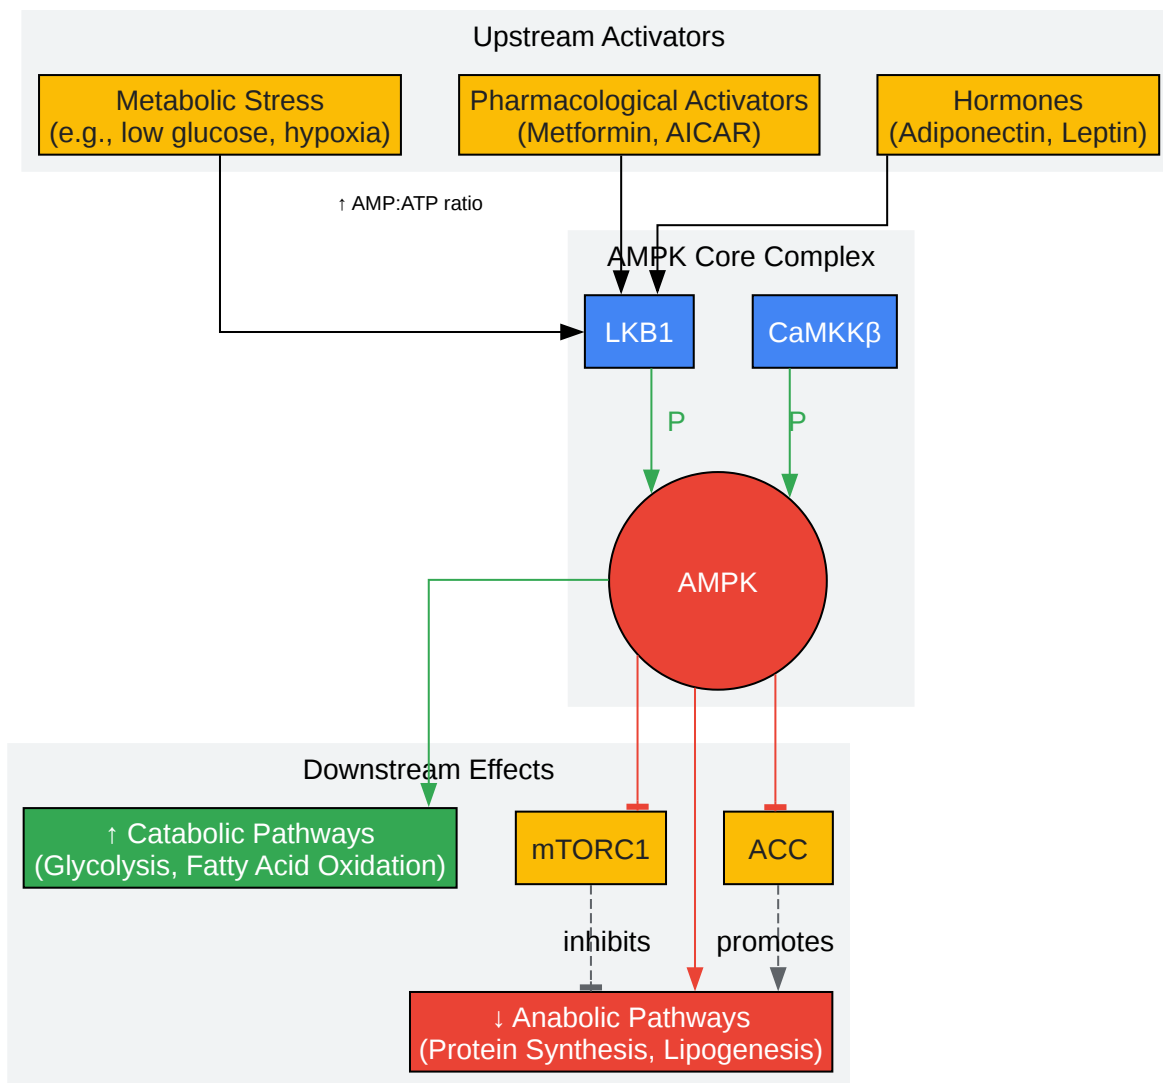 Upstream Activators
Metabolic Stress
(e.g., low glucose, hypoxia)
Pharmacological Activators
(Metformin, AICAR)
Hormones
(Adiponectin, Leptin)
↑ AMP:ATP ratio
AMPK Core Complex
LKB1
CaMKKβ
P
P
AMPK
Downstream Effects
↑ Catabolic Pathways
(Glycolysis, Fatty Acid Oxidation)
mTORC1
ACC
inhibits
promotes
↓ Anabolic Pathways
(Protein Synthesis, Lipogenesis)